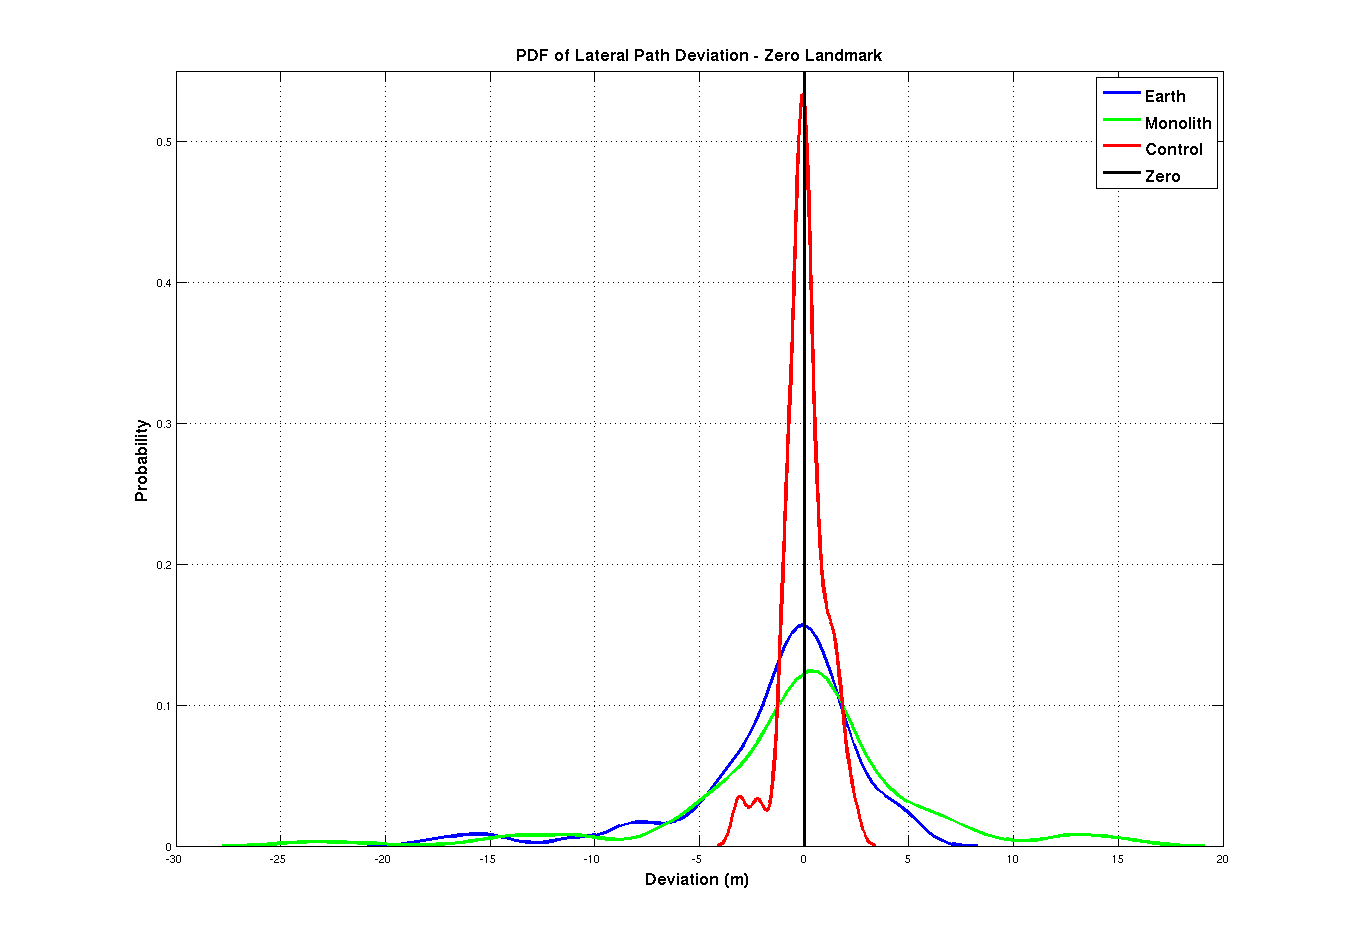 PDF of Lateral Path Deviation - Zero Landmark
Earth
Monolith
Control
Zero
0.5
0.4
0.3
0.2
0.1
0
Probability
-30 -25 -20 -15 -10 -5 0 5 10 15 20
Deviation (m)